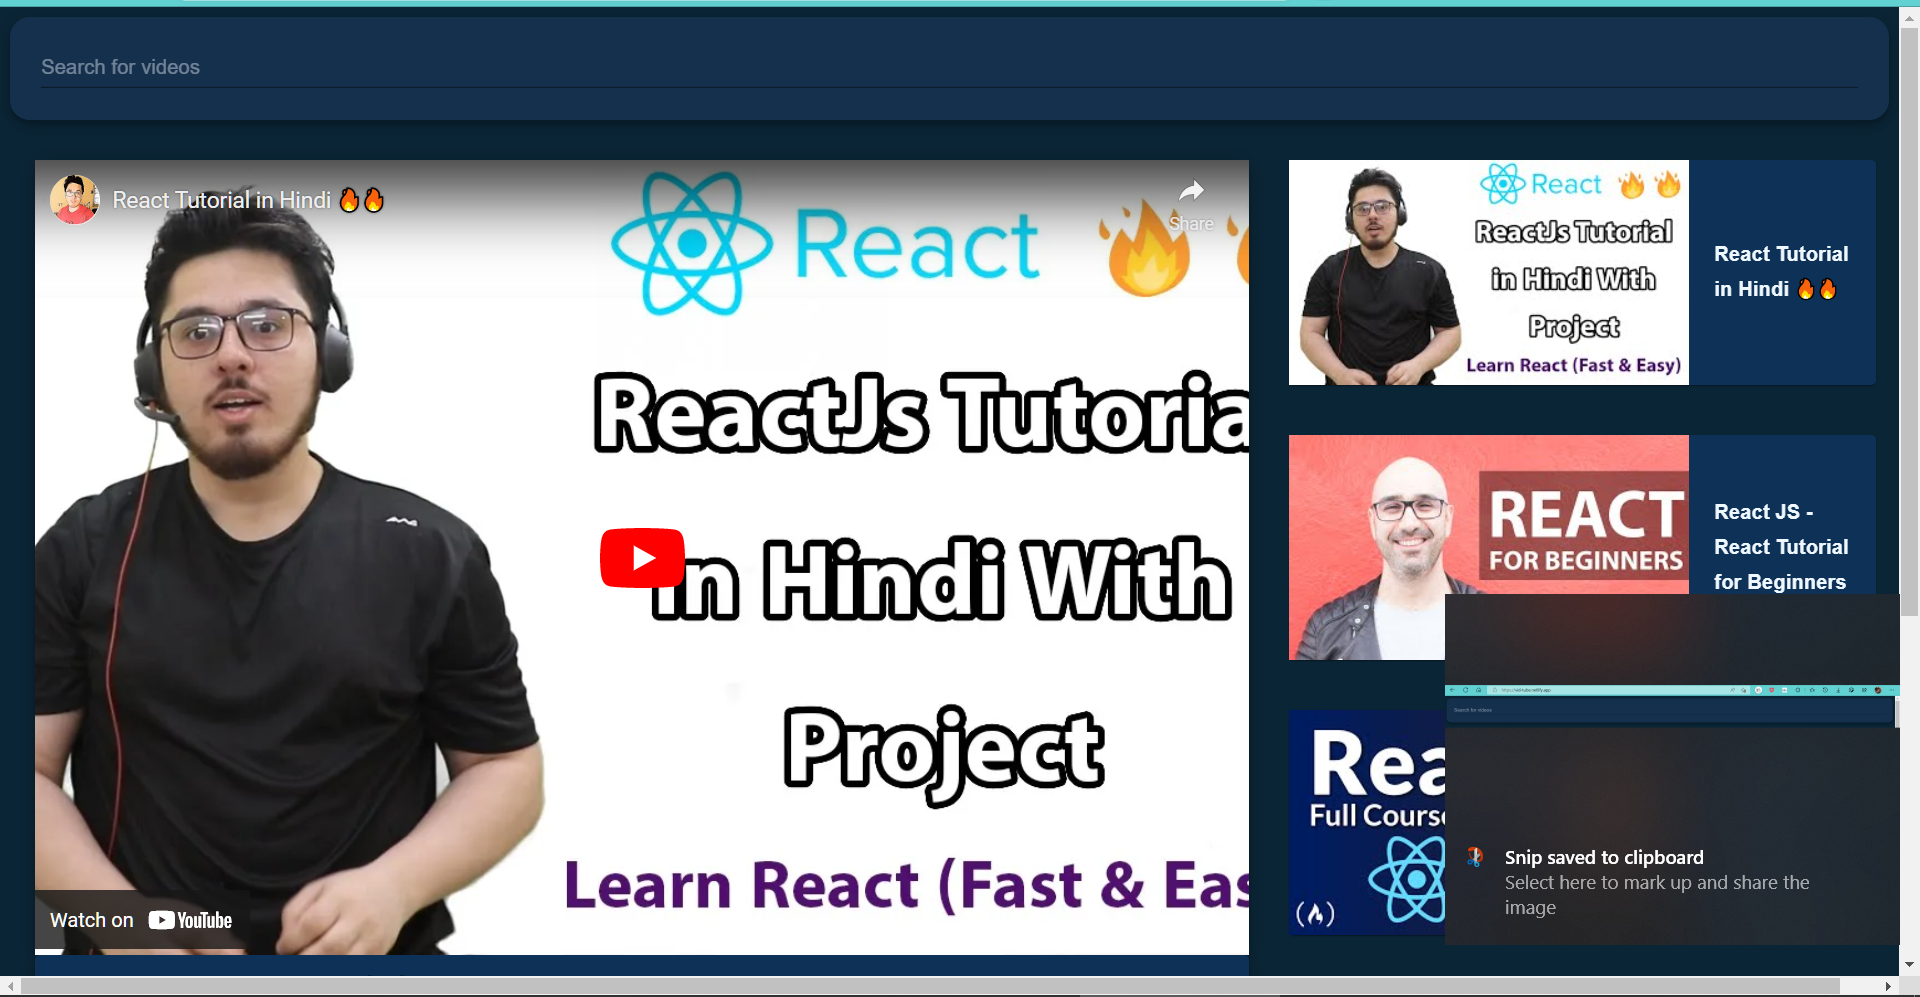 Search for videos
React Tutorial in Hindi 🔥🔥
Share
React
ReactJs Tutoria
in Hindi With
Project
Learn React (Fast & Eas
Watch on YouTube
React
ReactJs Tutorial
in Hindi With
Project
Learn React (Fast & Easy)
React Tutorial
in Hindi 🔥🔥
REACT
FOR BEGINNERS
React JS -
React Tutorial
for Beginners
Rea
Full Cours
Search for videos
Snip saved to clipboard
Select here to mark up and share the
image